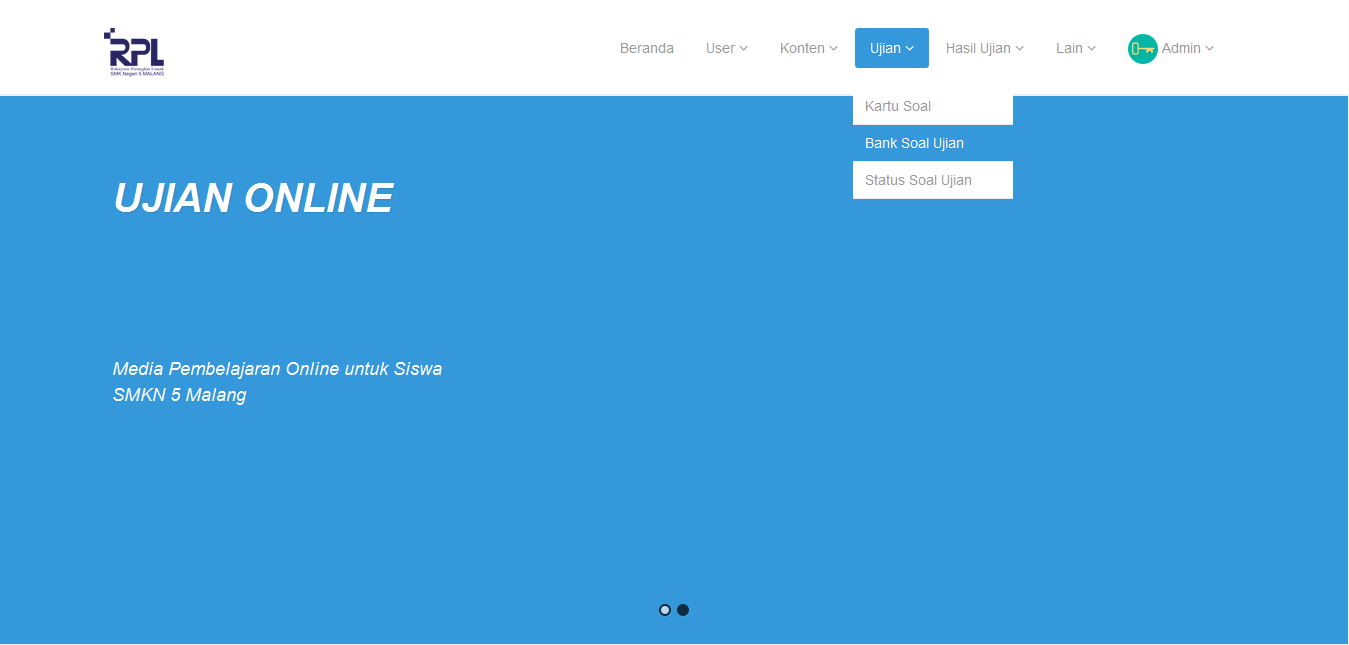 RPL
Rekayasa Perangkat Lunak
SMK Negeri 5 MALANG
Beranda
User
Konten
Ujian
Hasil Ujian
Lain
Admin
Kartu Soal
Bank Soal Ujian
Status Soal Ujian
UJIAN ONLINE
Media Pembelajaran Online untuk Siswa
SMKN 5 Malang